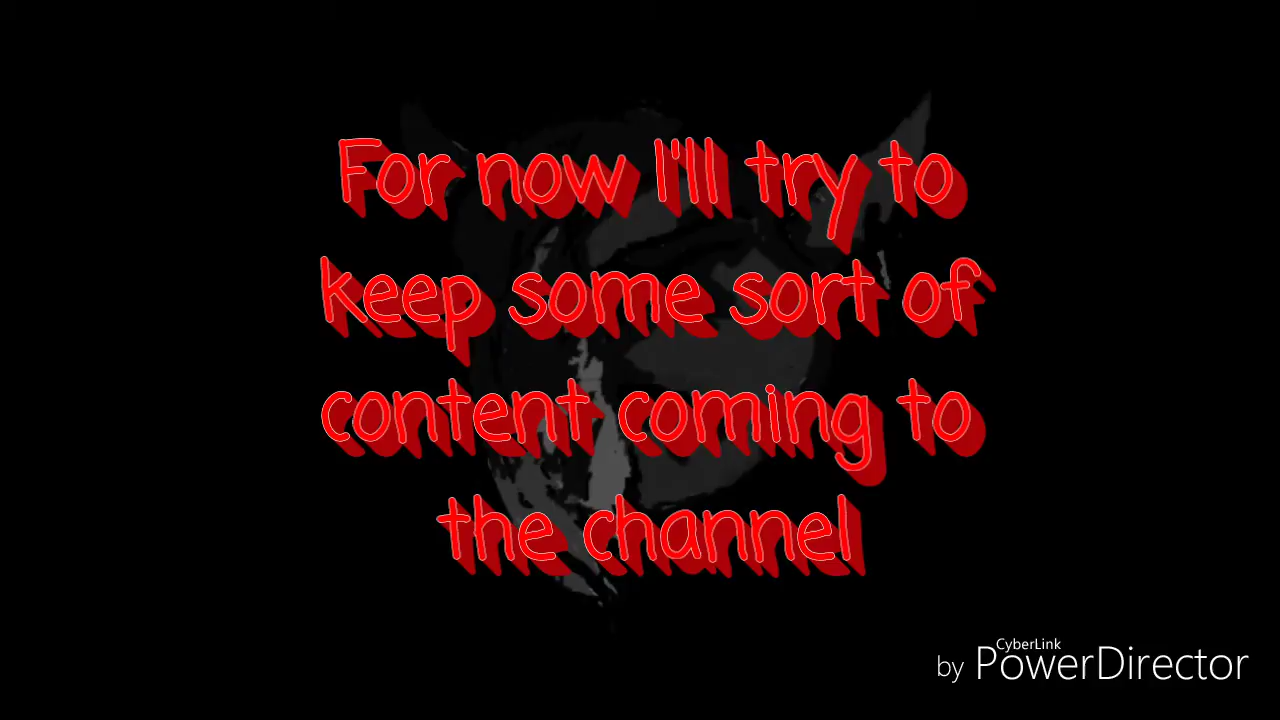 For now I'll try to
keep some sort of
content coming to
the channel
CyberLink
by PowerDirector